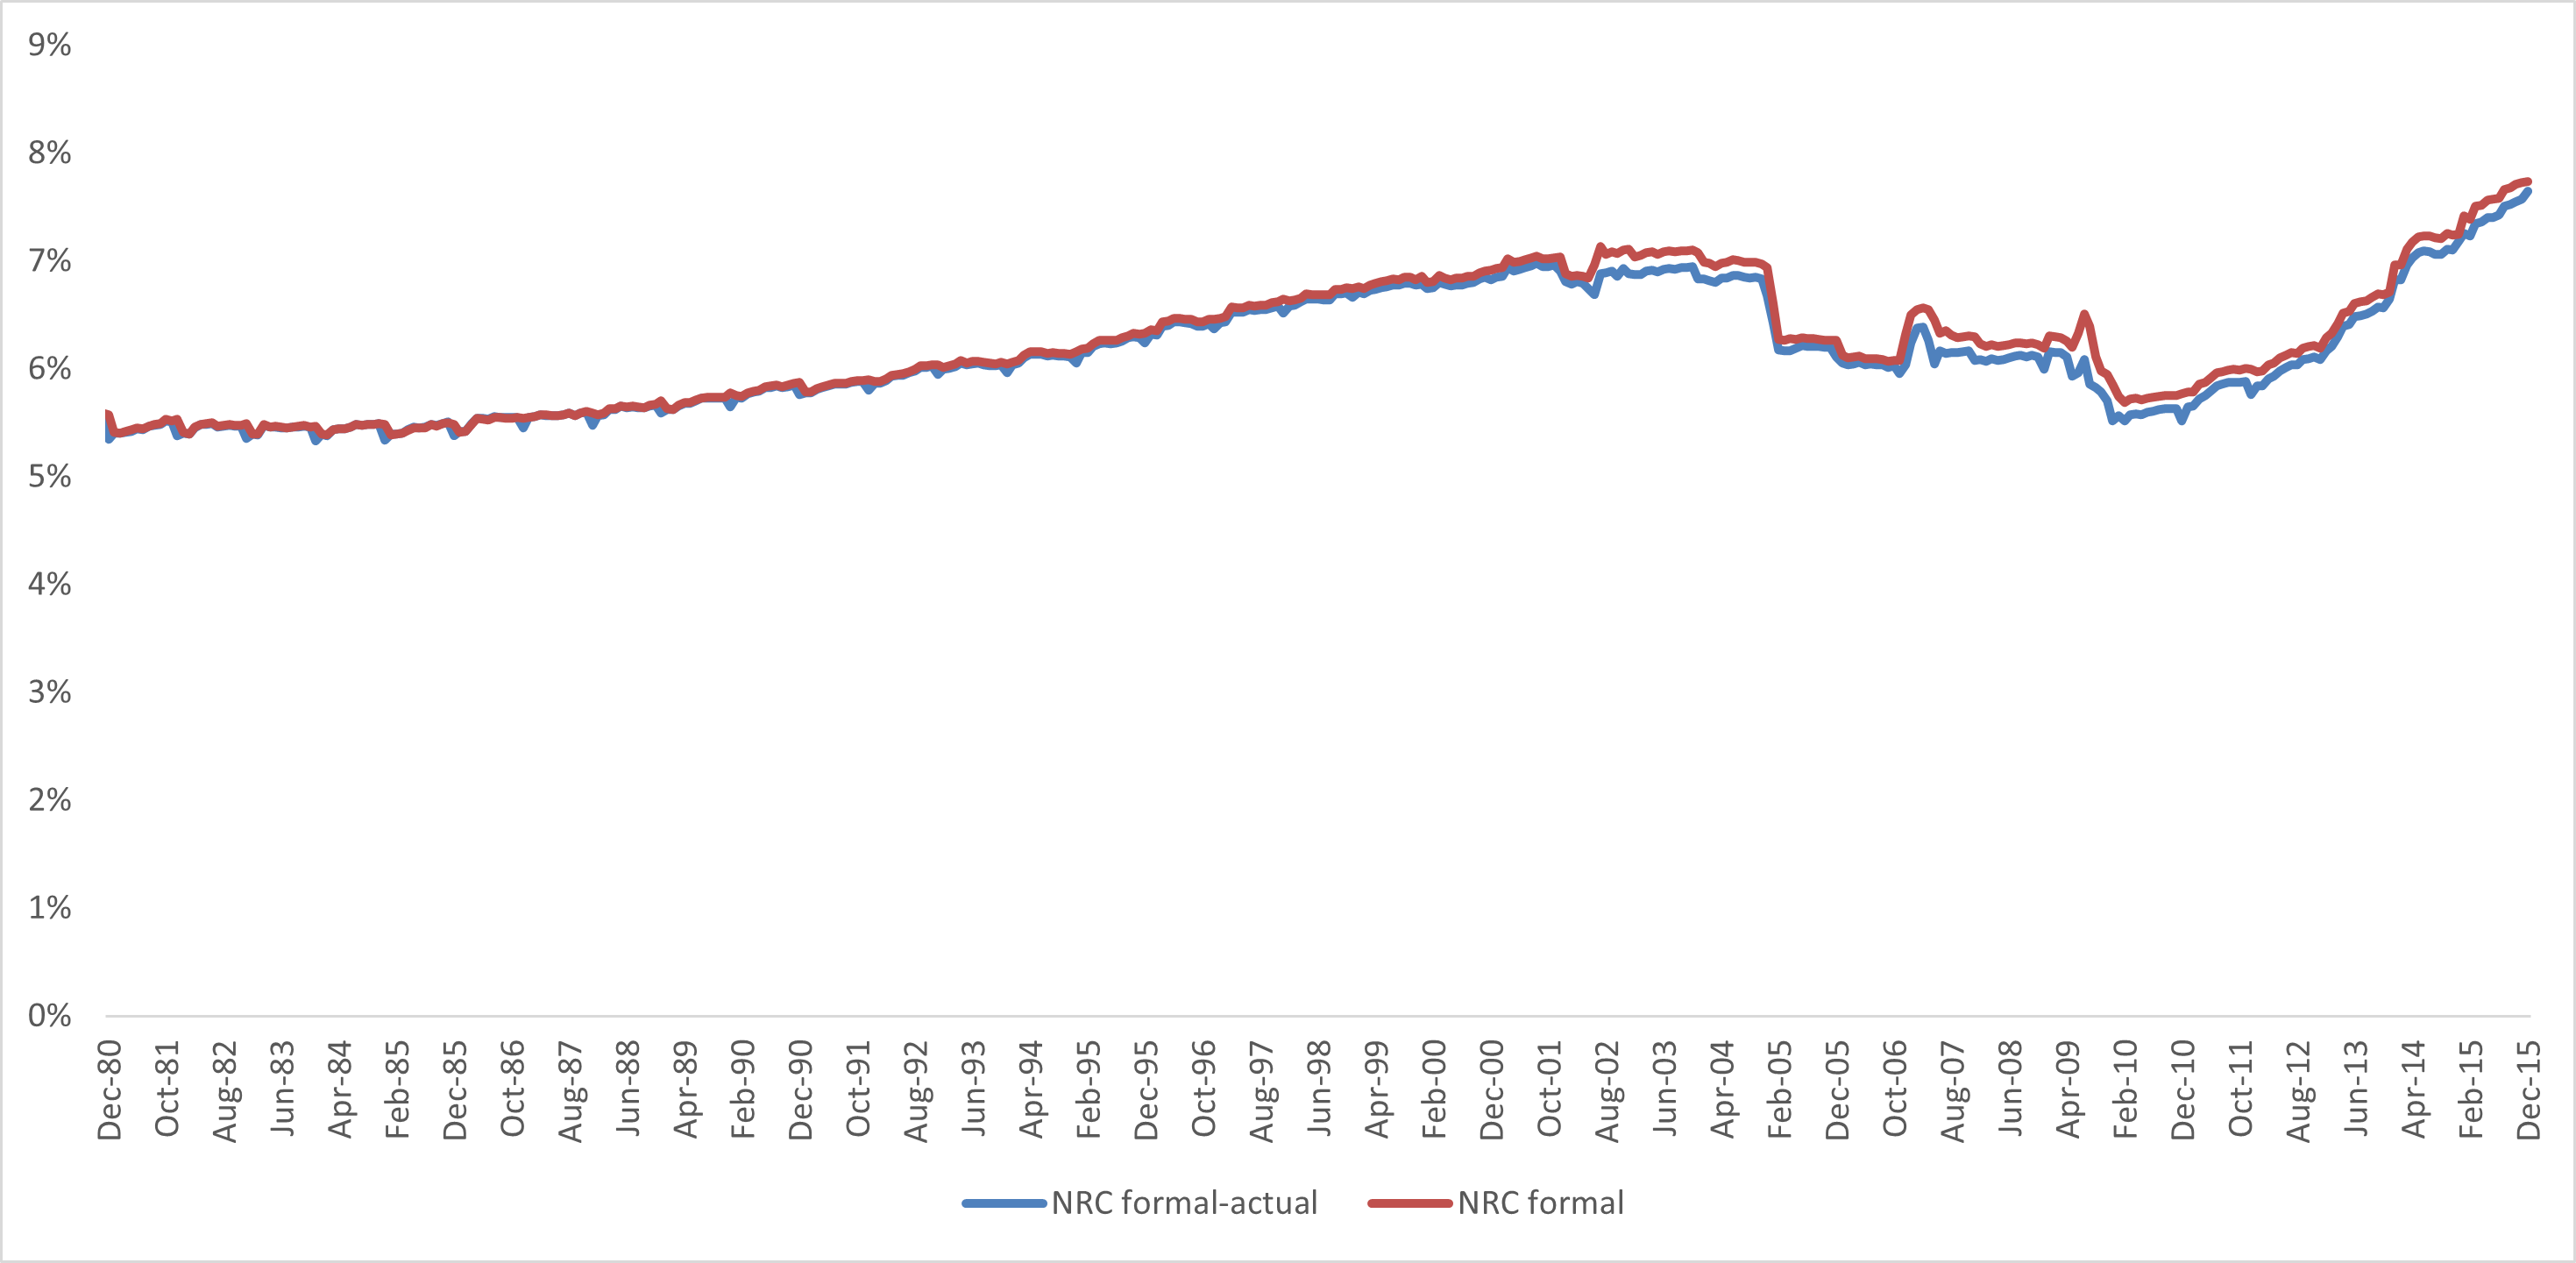 9%
8%
7%
6%
5%
4%
3%
2%
1%
0%
Dec-80
Oct-81
Aug-82
Jun-83
Apr-84
Feb-85
Dec-85
Oct-86
Aug-87
Jun-88
Apr-89
Feb-90
Dec-90
Oct-91
Aug-92
Jun-93
Apr-94
Feb-95
Dec-95
Oct-96
Aug-97
Jun-98
Apr-99
Feb-00
Dec-00
Oct-01
Aug-02
Jun-03
Apr-04
Feb-05
Dec-05
Oct-06
Aug-07
Jun-08
Apr-09
Feb-10
Dec-10
Oct-11
Aug-12
Jun-13
Apr-14
Feb-15
Dec-15
NRC formal-actual
NRC formal